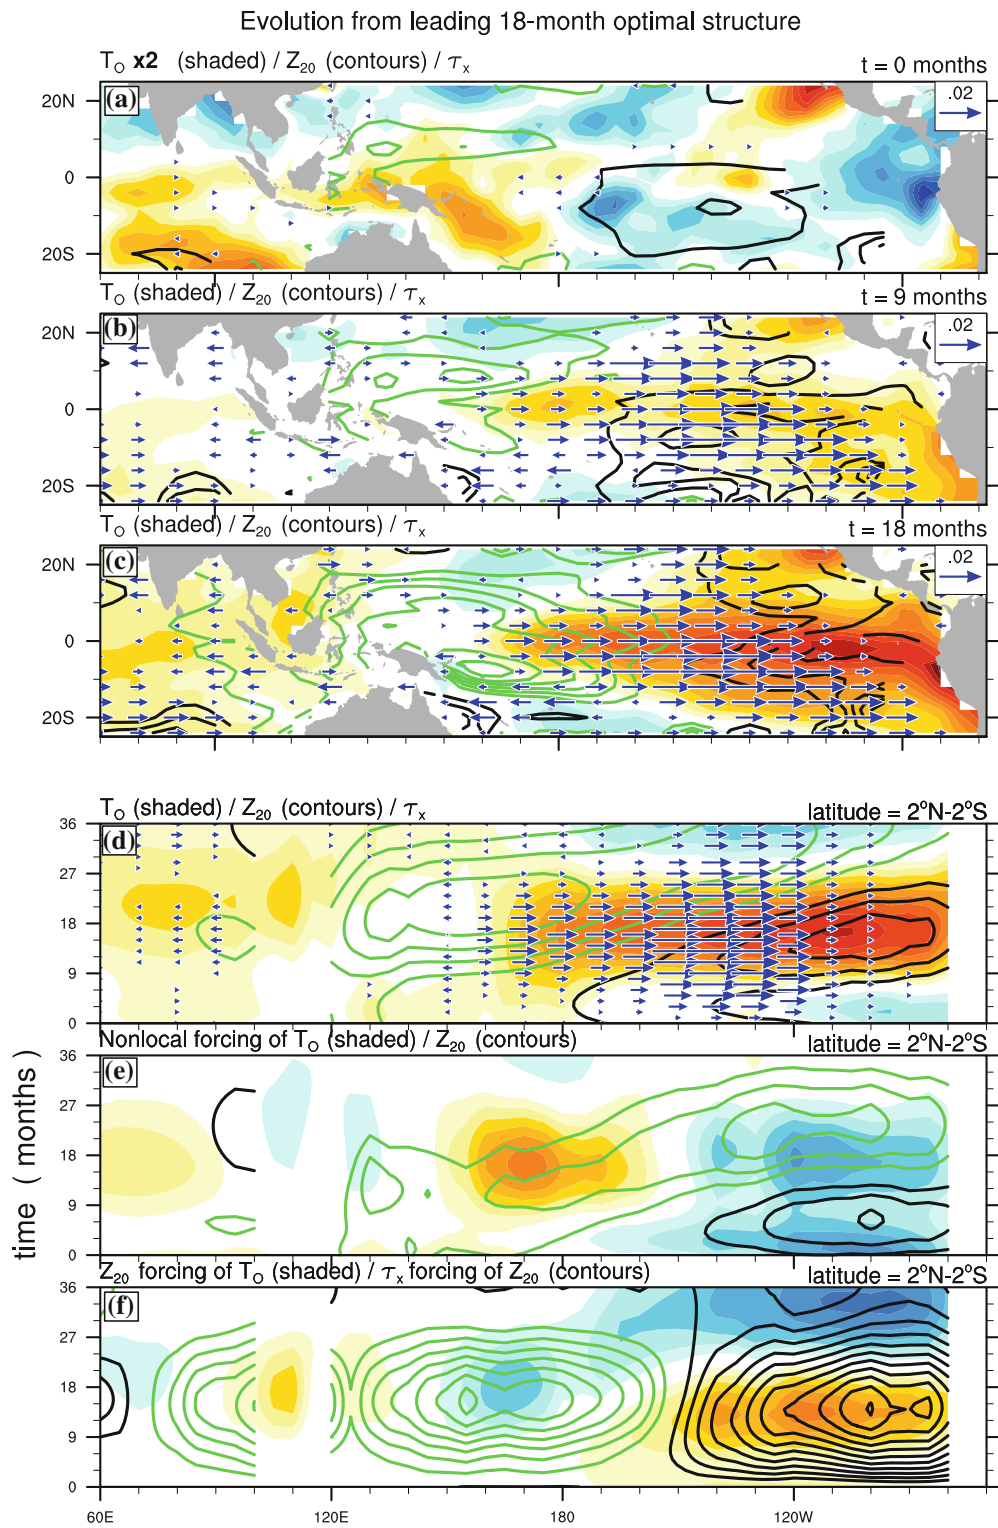 Evolution from leading 18-month optimal structure
T_O x2 (shaded) / Z_20 (contours) / τ_x t = 0 months
(a)
.02
20N
0
20S
T_O (shaded) / Z_20 (contours) / τ_x t = 9 months
(b)
.02
20N
0
20S
T_O (shaded) / Z_20 (contours) / τ_x t = 18 months
(c)
.02
20N
0
20S
T_O (shaded) / Z_20 (contours) / τ_x latitude = 2°N-2°S
(d)
36
27
18
9
0
Nonlocal forcing of T_O (shaded) / Z_20 (contours) latitude = 2°N-2°S
(e)
36
27
18
9
0
time ( months)
Z_20 forcing of T_O (shaded) / τ_x forcing of Z_20 (contours) latitude = 2°N-2°S
(f)
36
27
18
9
0
60E 120E 180 120W